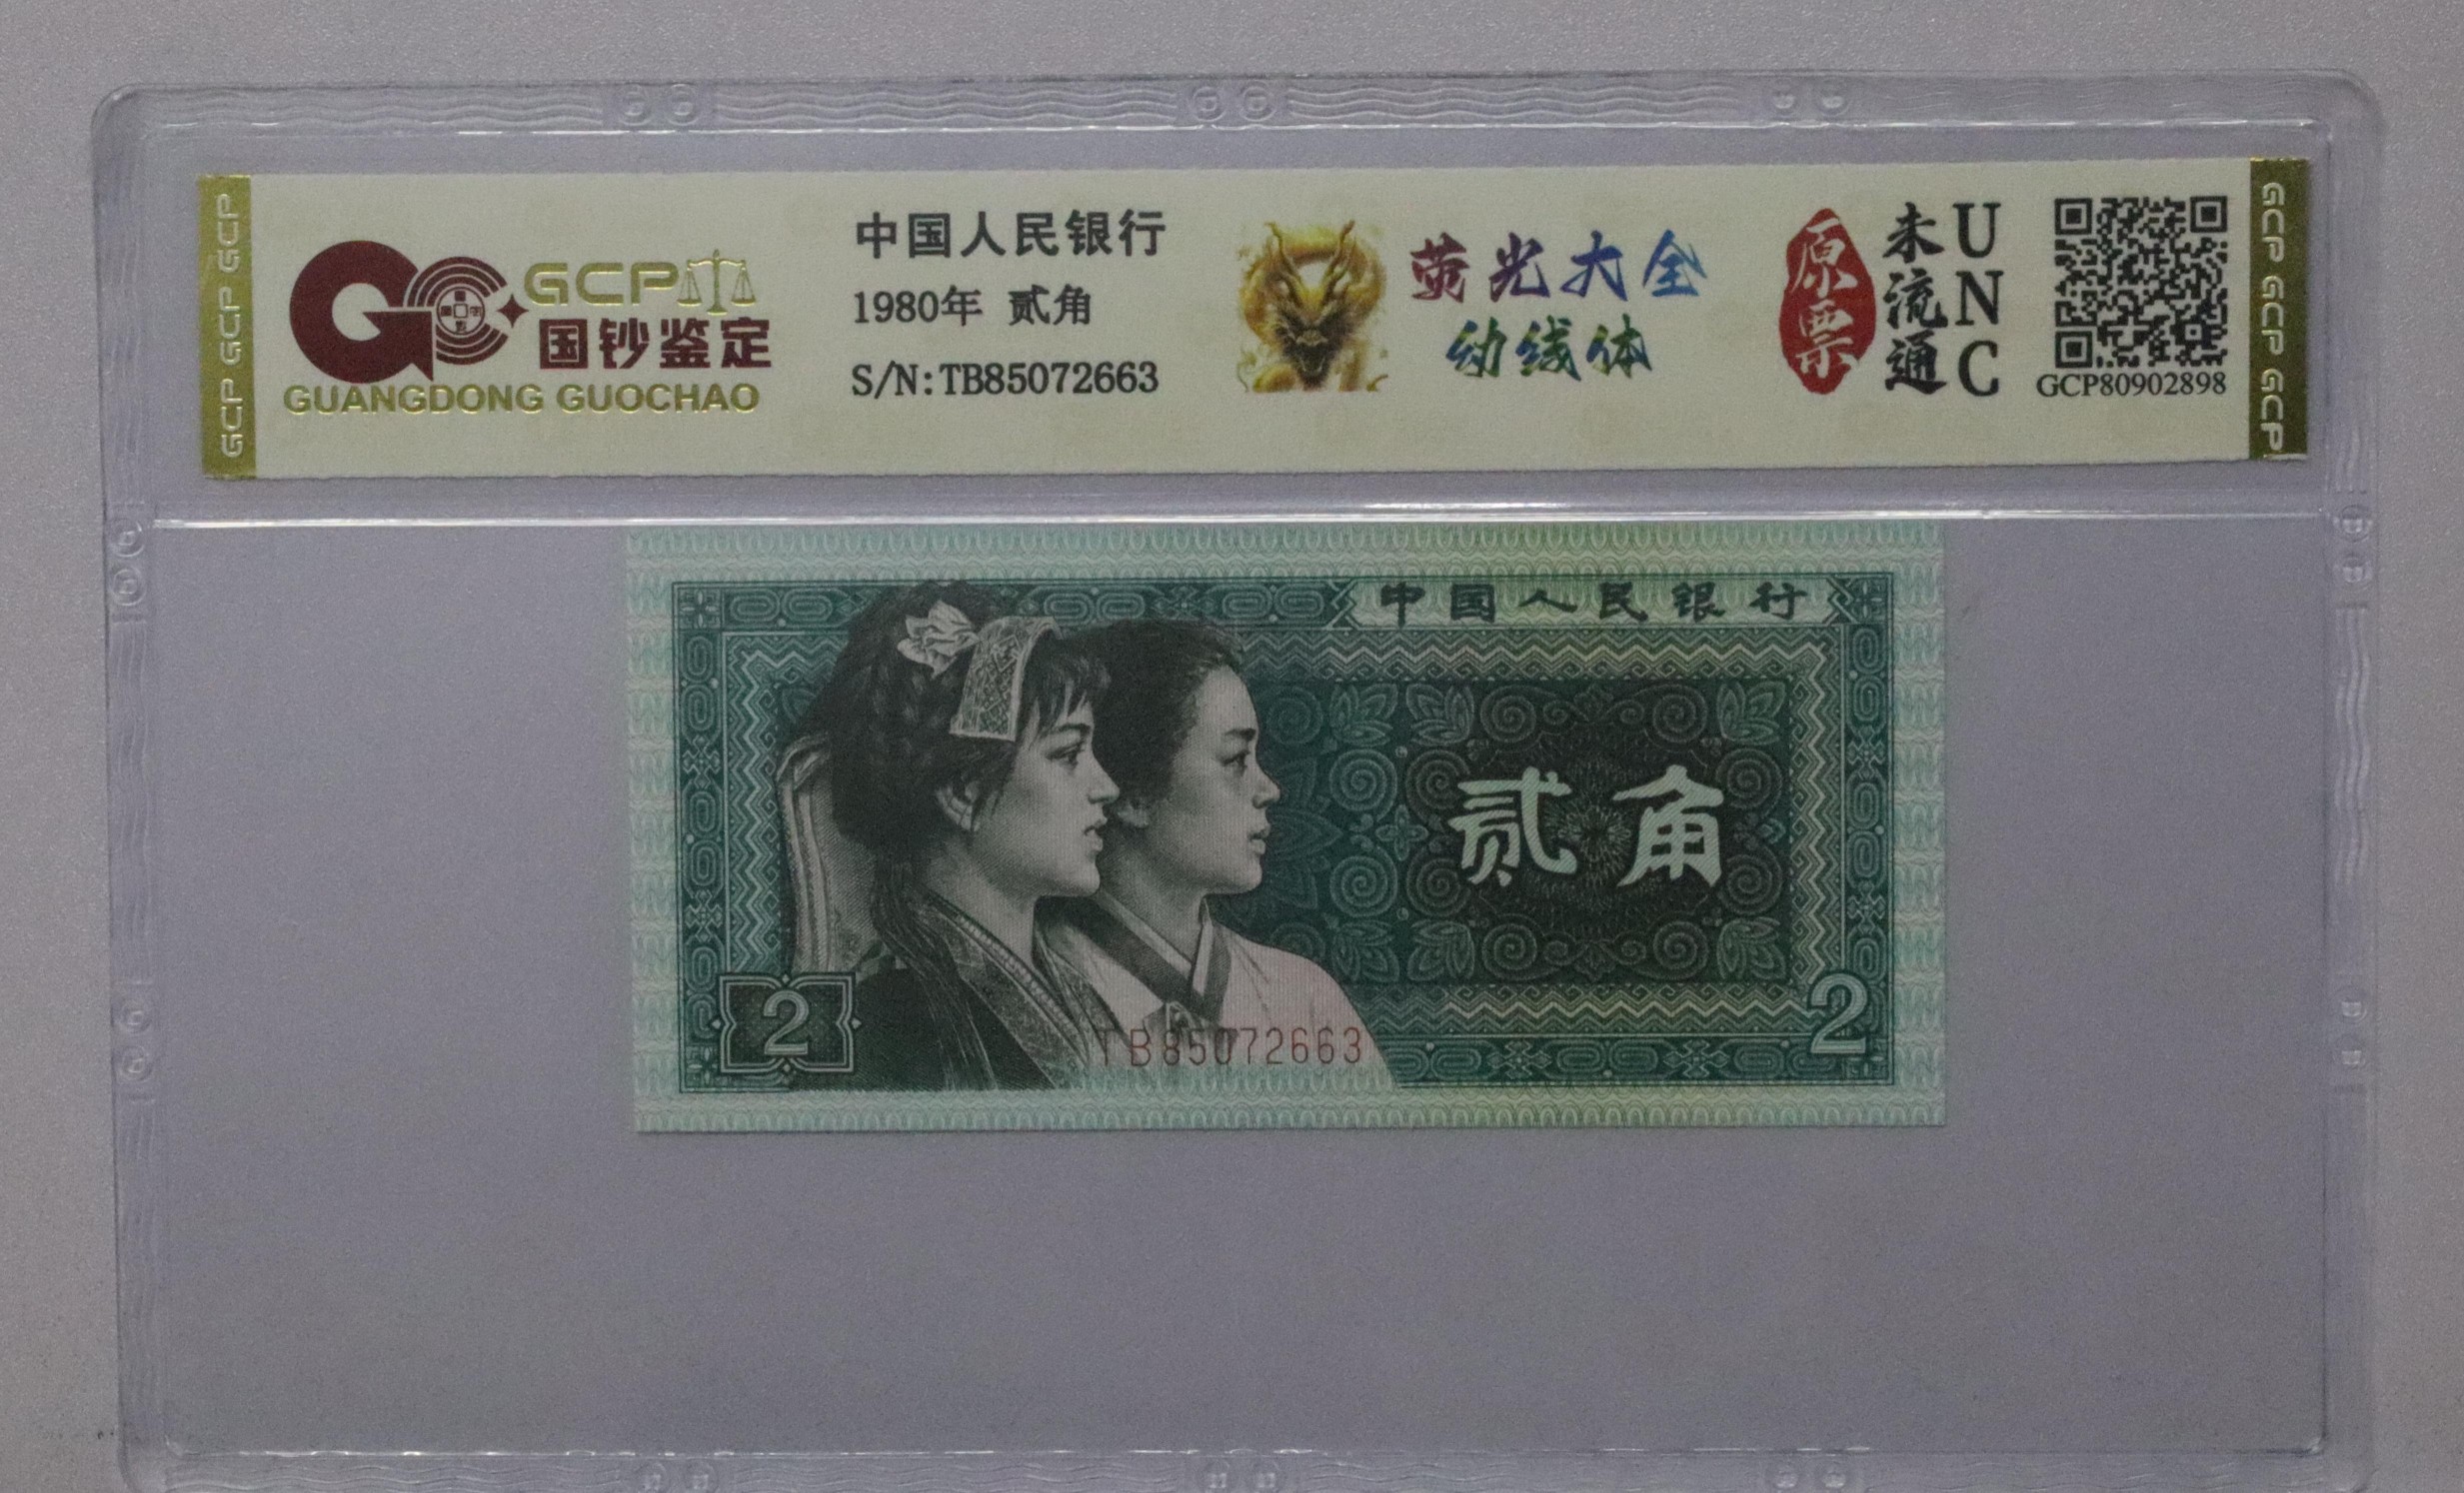 GCP GCP GCP
GCP
国钞鉴定
GUANGDONG GUOCHAO
中国人民银行
1980年 贰角
S/N:TB85072663
荧光大全
幼线体
原票
未流通
UNC
GCP80902898
GCP GCP GCP
中国人民银行
贰角
2
2
TB85072663